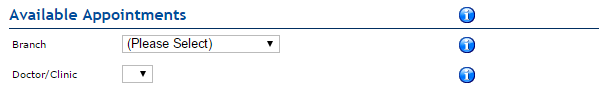 Available Appointments
Branch (Please Select)
Doctor/Clinic